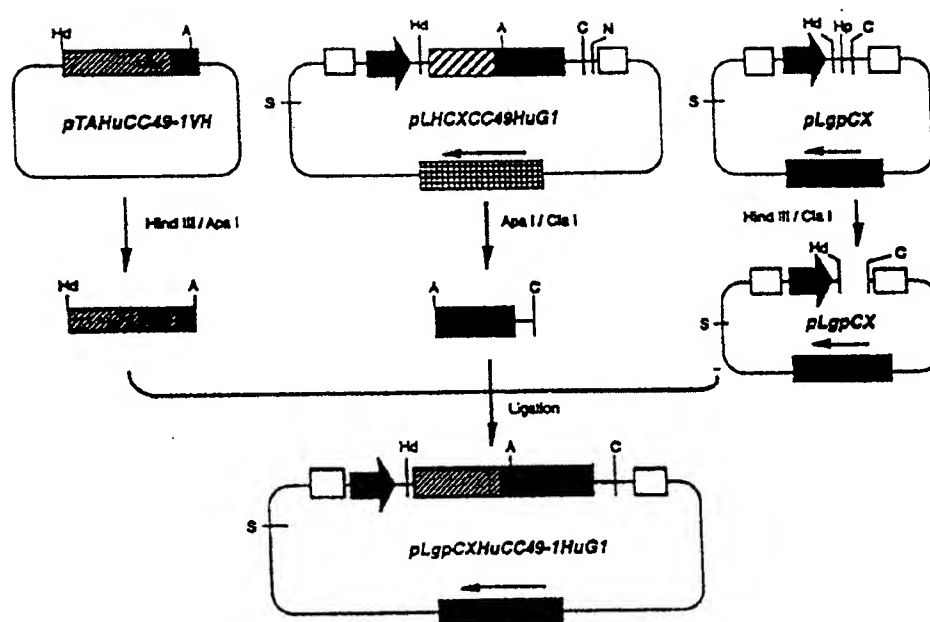 Hd A
Hd A C N
Hd Hp C
S
pTAHuCC49-1VH
pLHCXCC49HuG1
S
pLgpCX
Hind III / Apa I
Apa I / Cla I
Hind III / Cla I
Hd C
Hd A
A C
S
pLgpCX
Ligation
Hd A C
S
pLgpCXHuCC49-1HuG1